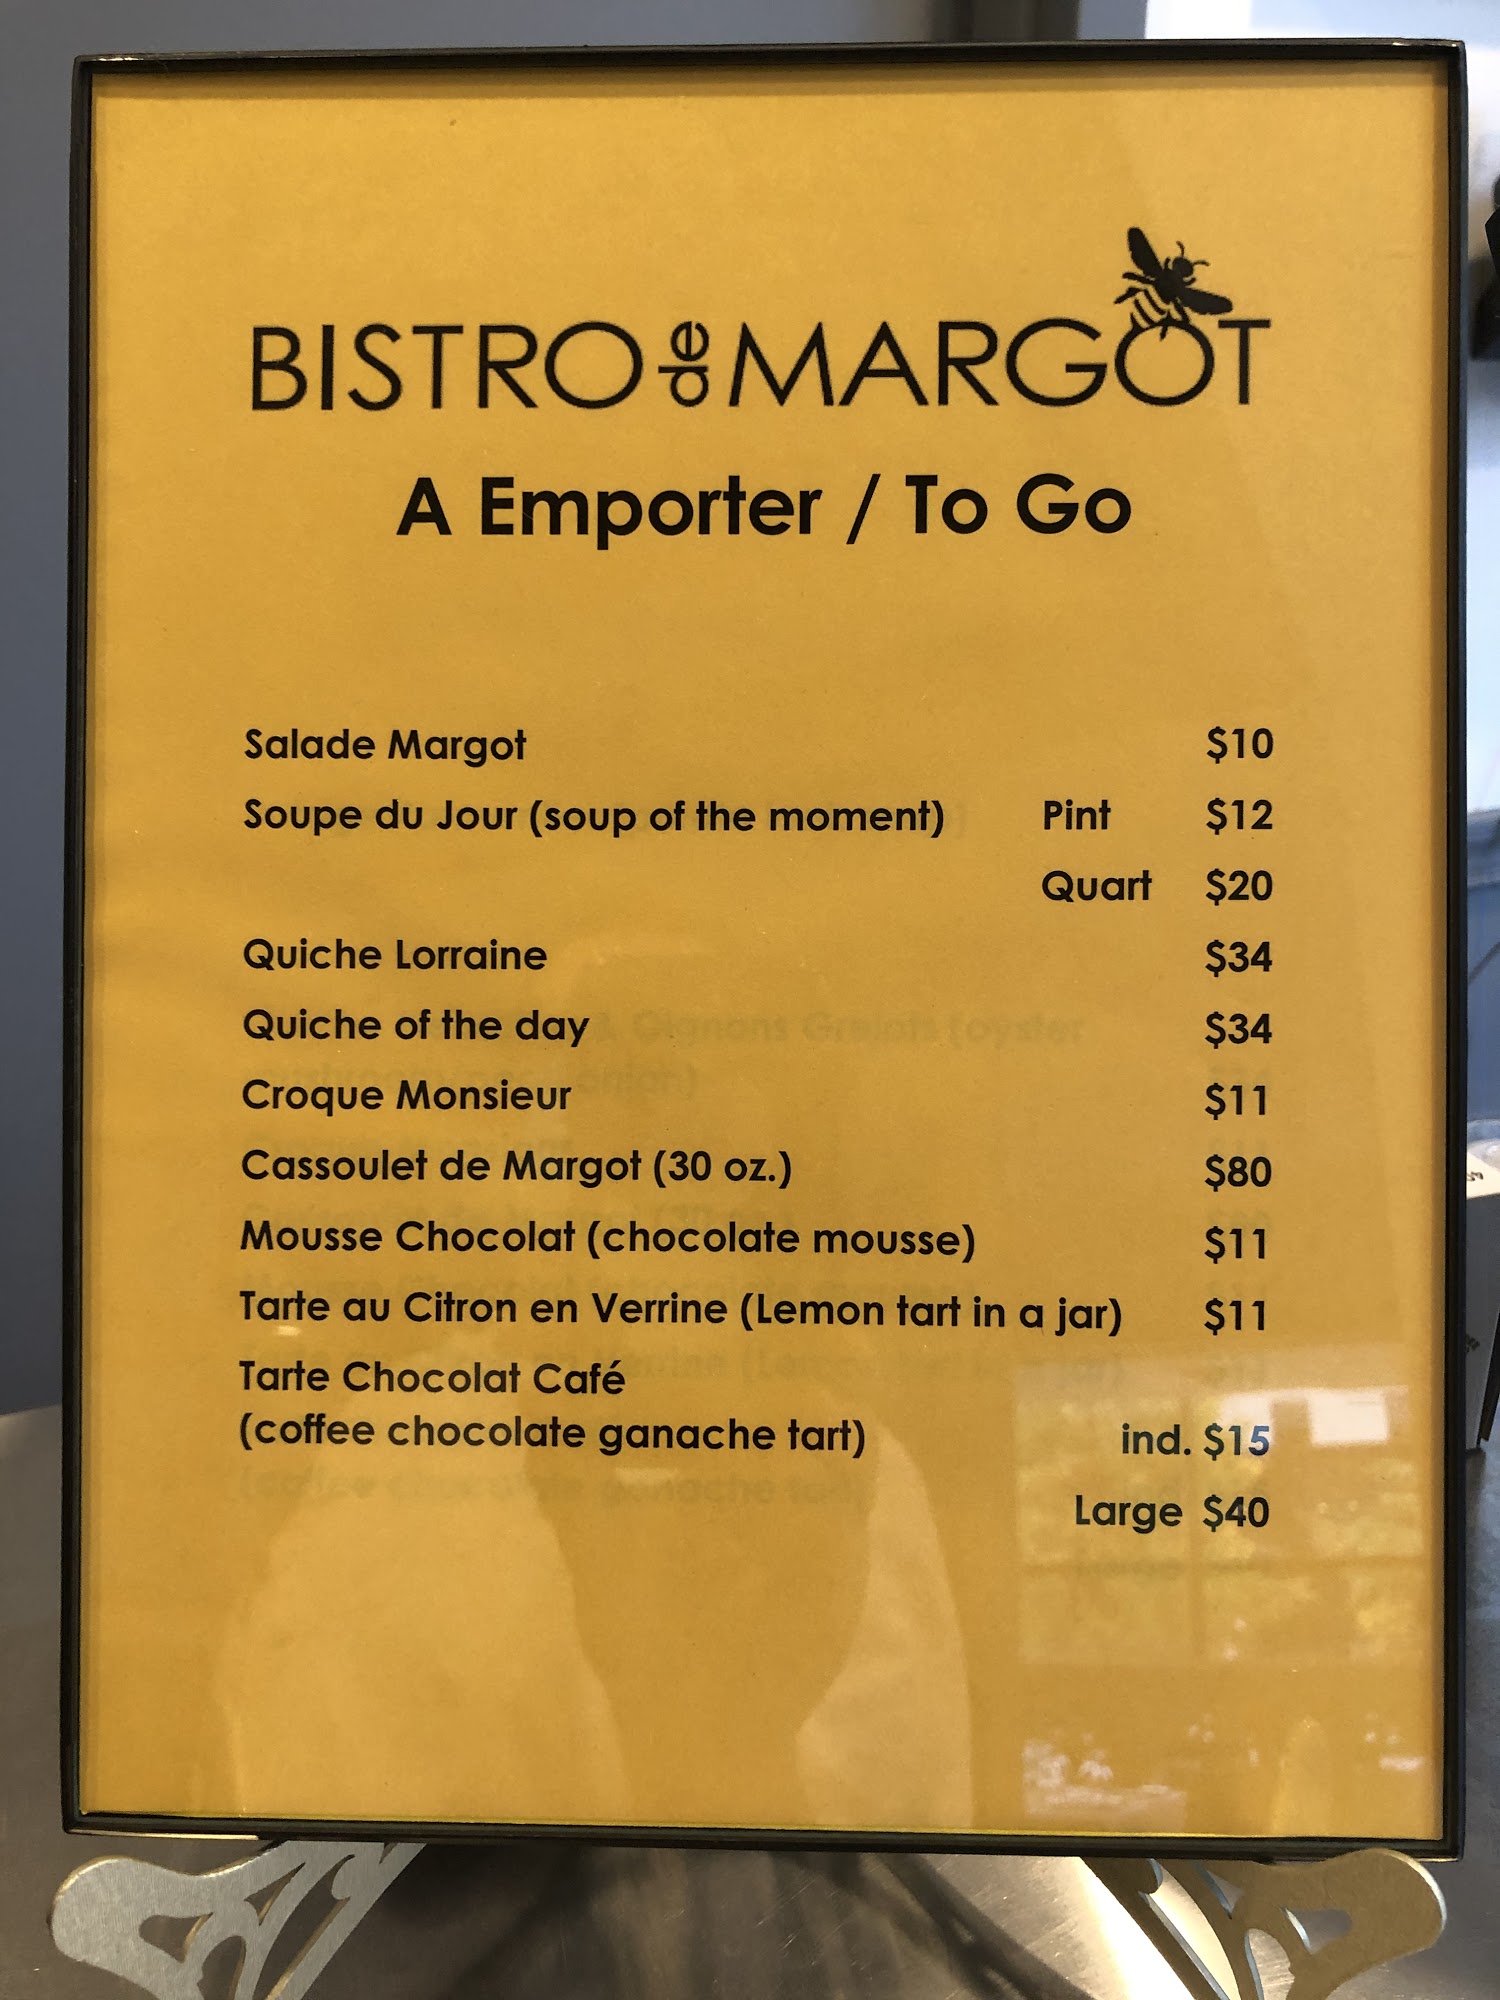 BISTRO de MARGOT
A Emporter / To Go
Salade Margot $10
Soupe du Jour (soup of the moment) Pint $12
Quart $20
Quiche Lorraine $34
Quiche of the day $34
Croque Monsieur $11
Cassoulet de Margot (30 oz.) $80
Mousse Chocolat (chocolate mousse) $11
Tarte au Citron en Verrine (Lemon tart in a jar) $11
Tarte Chocolat Café
(coffee chocolate ganache tart) ind. $15
Large $40